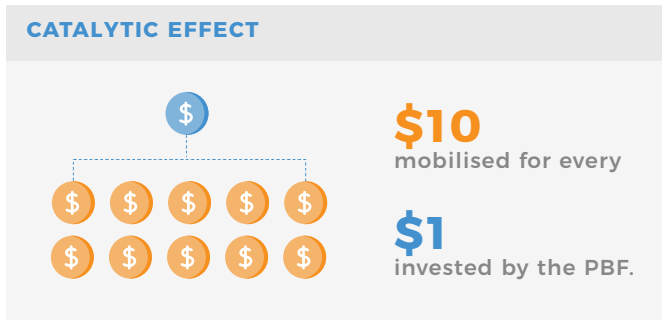 CATALYTIC EFFECT
$
$10
mobilised for every
$ $ $ $ $
$1
$ $ $ $ $
invested by the PBF.